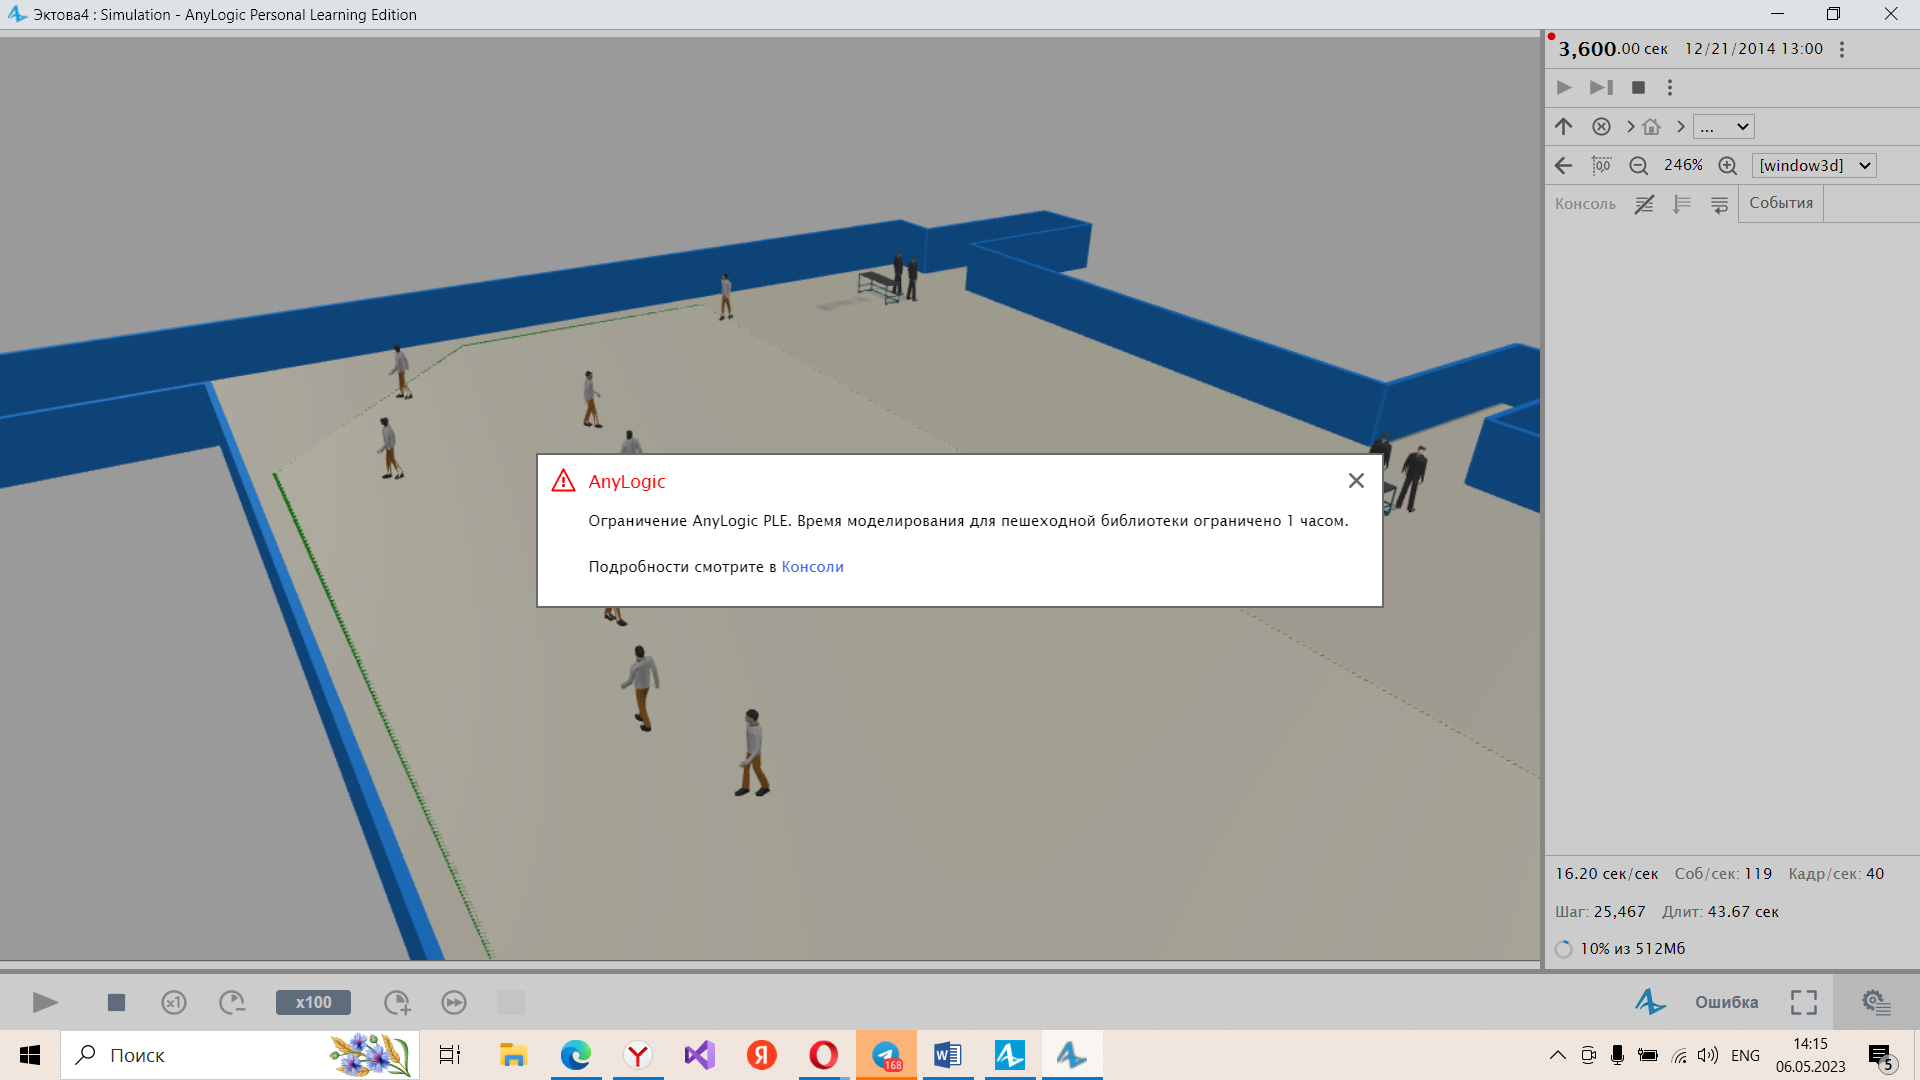 Эктова4 : Simulation - AnyLogic Personal Learning Edition
3,600.00 сек 12/21/2014 13:00
...
0,0 246% [window3d]
Консоль События
AnyLogic
Ограничение AnyLogic PLE. Время моделирования для пешеходной библиотеки ограничено 1 часом.
Подробности смотрите в Консоли
16.20 сек/сек Соб/сек: 119 Кадр/сек: 40
Шаг: 25,467 Длит: 43.67 сек
10% из 512Мб
x1 x100 Ошибка
Поиск
Y Я 168 W ENG
14:15
06.05.2023
5